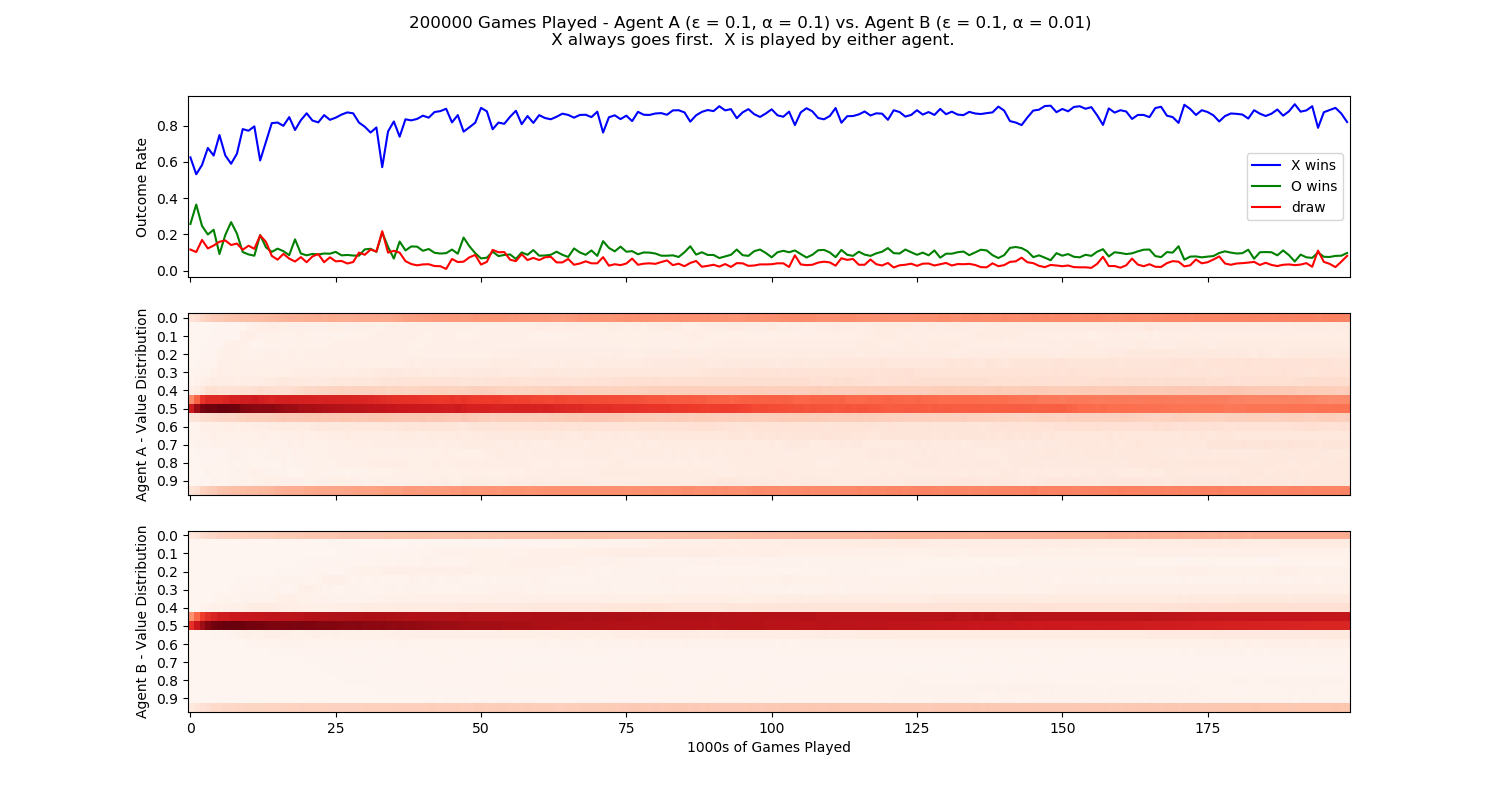 200000 Games Played - Agent A (ε = 0.1, α = 0.1) vs. Agent B (ε = 0.1, α = 0.01)
X always goes first.  X is played by either agent.
Outcome Rate
0.8
0.6
0.4
0.2
0.0
X wins
O wins
draw
Agent A - Value Distribution
0.0
0.1
0.2
0.3
0.4
0.5
0.6
0.7
0.8
0.9
Agent B - Value Distribution
0.0
0.1
0.2
0.3
0.4
0.5
0.6
0.7
0.8
0.9
0 25 50 75 100 125 150 175
1000s of Games Played